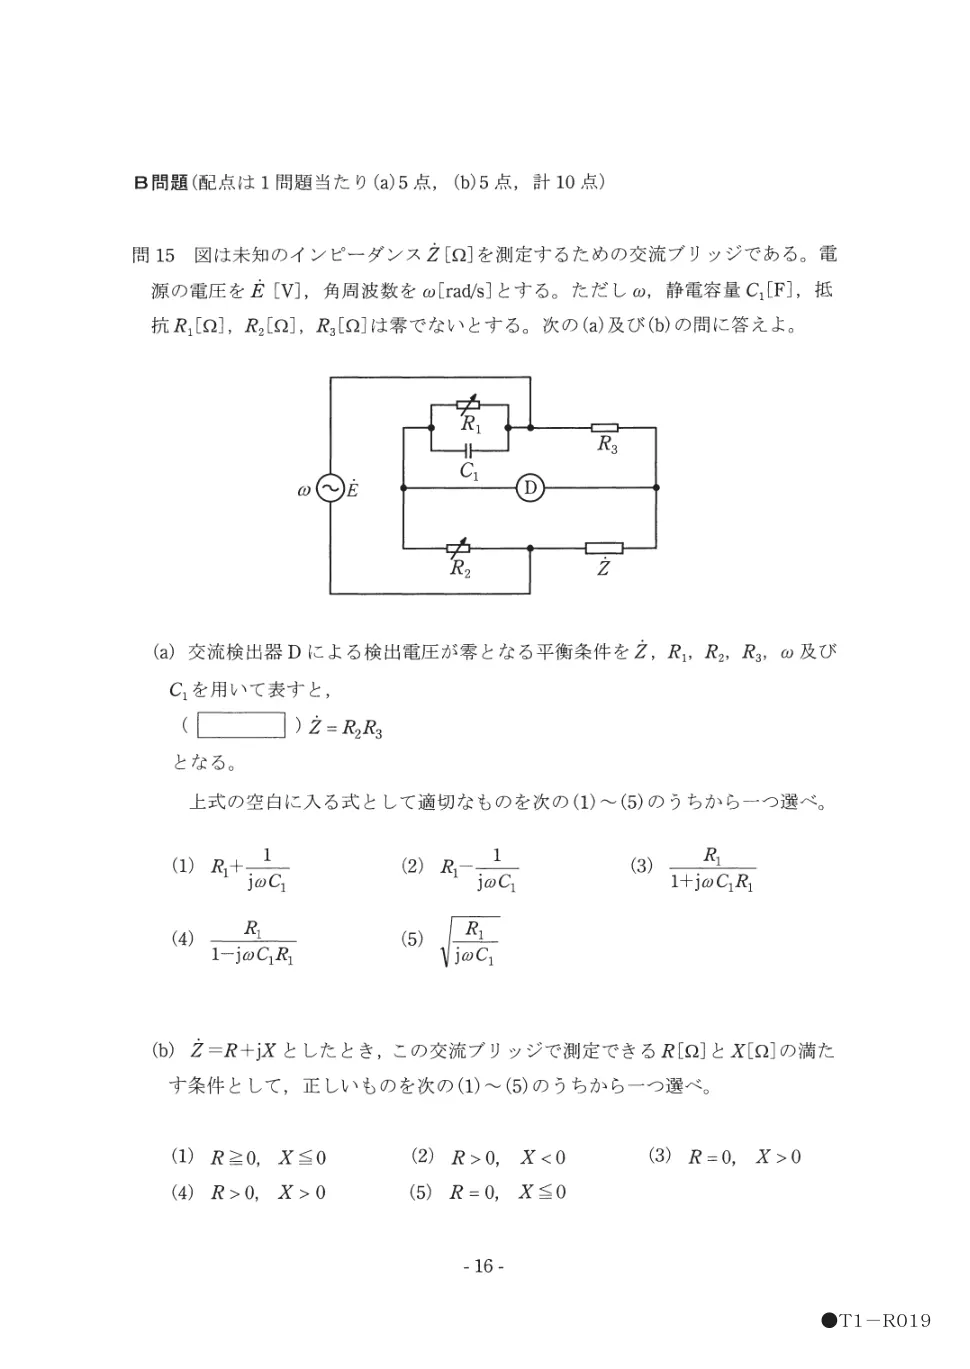 B問題(配点は1問題当たり(a)5点, (b)5点, 計10点)
問15 図は未知のインピーダンスŻ[Ω]を測定するための交流ブリッジである。電
源の電圧をĖ [V], 角周波数をω[rad/s]とする。ただしω, 静電容量C₁[F], 抵
抗R₁[Ω], R₂[Ω], R₃[Ω]は零でないとする。次の(a)及び(b)の問に答えよ。
R₁
R₃
C₁
ω Ė
D
R₂
Ż
(a) 交流検出器Dによる検出電圧が零となる平衡条件をŻ, R₁, R₂, R₃, ω及び
C₁を用いて表すと,
( )Ż=R₂R₃
となる。
上式の空白に入る式として適切なものを次の(1)～(5)のうちから一つ選べ。
(1) R₁+1/jωC₁ (2) R₁−1/jωC₁ (3) R₁/1+jωC₁R₁
(4) R₁/1−jωC₁R₁ (5) √R₁/jωC₁
(b) Ż=R+jXとしたとき, この交流ブリッジで測定できるR[Ω]とX[Ω]の満た
す条件として, 正しいものを次の(1)～(5)のうちから一つ選べ。
(1) R≧0, X≦0 (2) R>0, X<0 (3) R=0, X>0
(4) R>0, X>0 (5) R=0, X≦0
- 16 -
●T1－R019